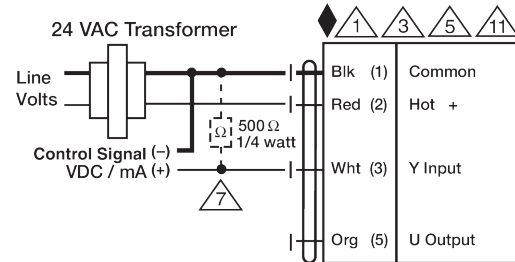 24 VAC Transformer
1 3 5 11
Line Volts
Blk (1) Common
Red (2) Hot +
Ω 500 Ω
1/4 watt
Control Signal (−)
VDC / mA (+)
Wht (3) Y Input
7
Org (5) U Output